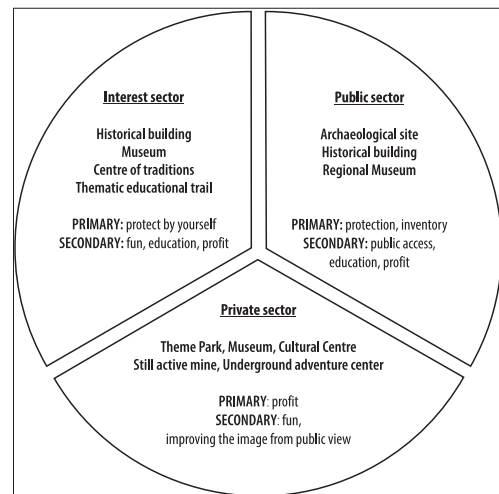 Interest sector
Historical building
Museum
Centre of traditions
Thematic educational trail
PRIMARY: protect by yourself
SECONDARY: fun, education, profit
Public sector
Archaeological site
Historical building
Regional Museum
PRIMARY: protection, inventory
SECONDARY: public access,
education, profit
Private sector
Theme Park, Museum, Cultural Centre
Still active mine, Underground adventure center
PRIMARY: profit
SECONDARY: fun,
improving the image from public view